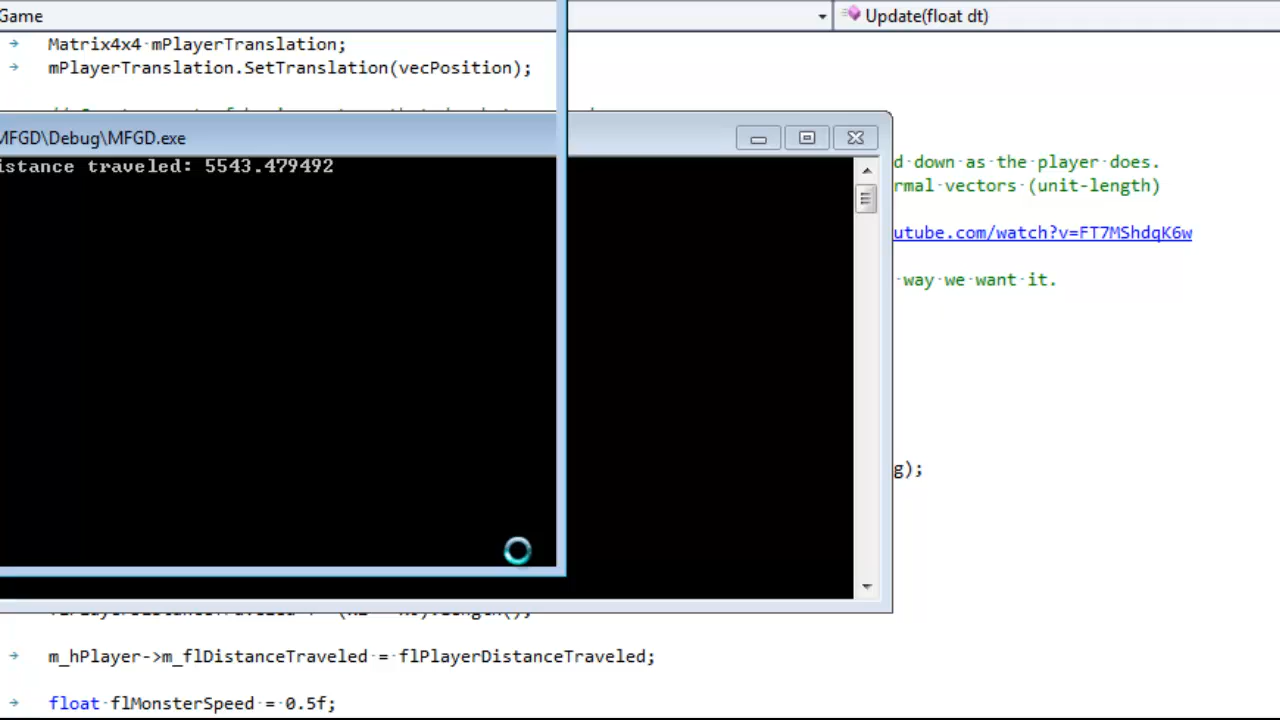 Game
Update(float dt)
Matrix4x4 mPlayerTranslation;
mPlayerTranslation.SetTranslation(vecPosition);
MFGD\Debug\MFGD.exe
istance traveled: 5543.479492
d down as the player does.
rmal vectors (unit-length)
utube.com/watch?v=FT7MShdqK6w
way we want it.
g);
m_hPlayer->m_flDistanceTraveled = flPlayerDistanceTraveled;
float flMonsterSpeed = 0.5f;